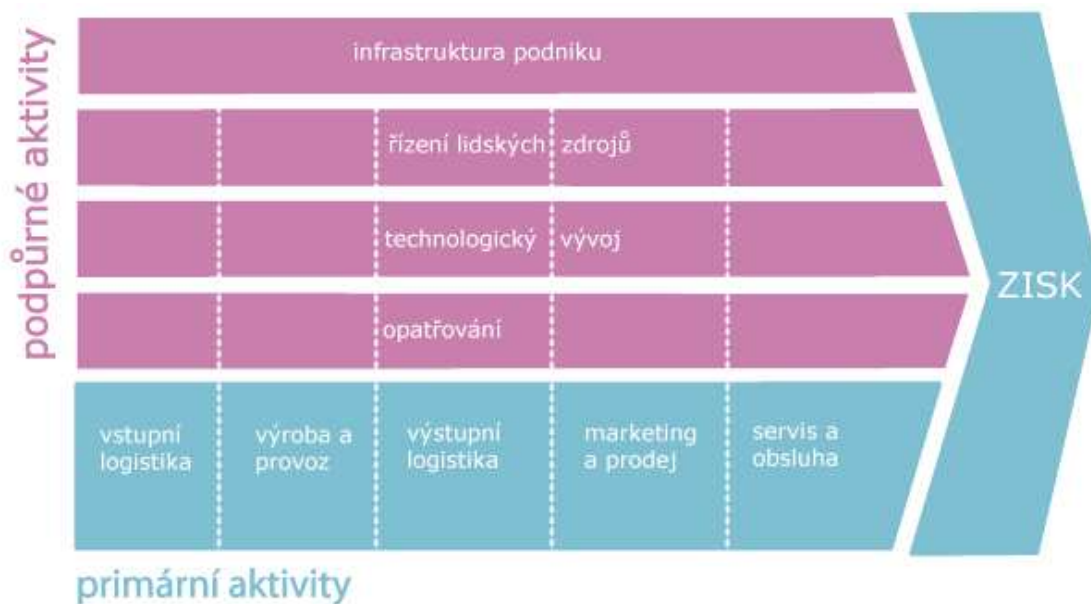 podpůrné aktivity
infrastruktura podniku
řízení lidských zdrojů
technologický vývoj
opatřování
ZISK
vstupní
logistika
výroba a
provoz
výstupní
logistika
marketing
a prodej
servis a
obsluha
primární aktivity